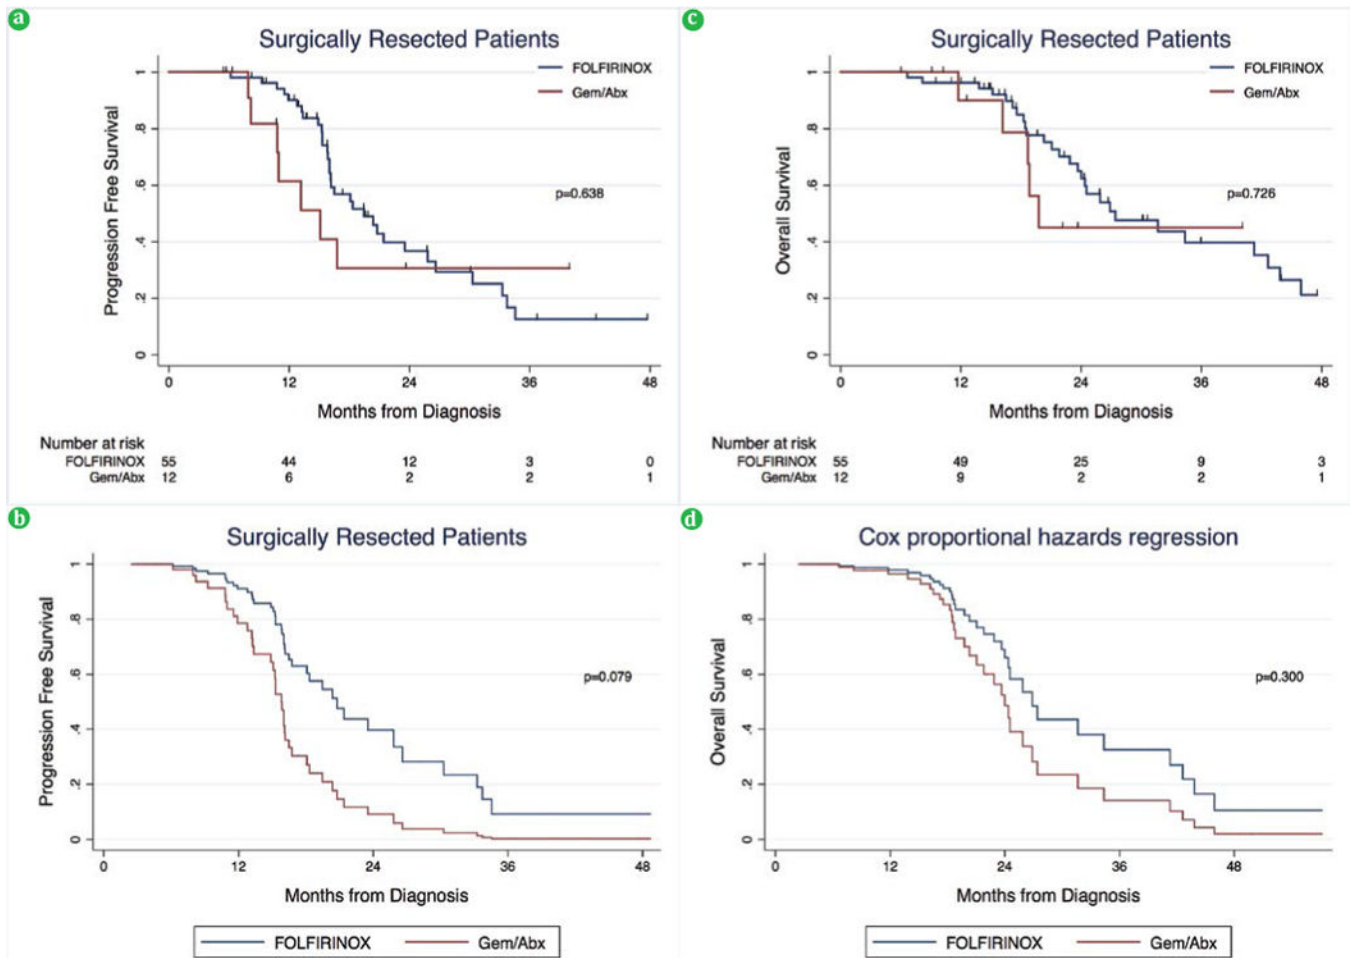 a
Surgically Resected Patients
FOLFIRINOX
Gem/Abx
Progression Free Survival
1
.8
.6
.4
.2
0
p=0.638
0 12 24 36 48
Months from Diagnosis
Number at risk
FOLFIRINOX 55 44 12 3 0
Gem/Abx 12 6 2 2 1
c
Surgically Resected Patients
FOLFIRINOX
Gem/Abx
Overall Survival
1
.8
.6
.4
.2
0
p=0.726
0 12 24 36 48
Months from Diagnosis
Number at risk
FOLFIRINOX 55 49 25 9 3
Gem/Abx 12 9 2 2 1
b
Surgically Resected Patients
Progression Free Survival
1
.8
.6
.4
.2
0
p=0.079
0 12 24 36 48
Months from Diagnosis
FOLFIRINOX Gem/Abx
d
Cox proportional hazards regression
Overall Survival
1
.8
.6
.4
.2
0
p=0.300
0 12 24 36 48
Months from Diagnosis
FOLFIRINOX Gem/Abx